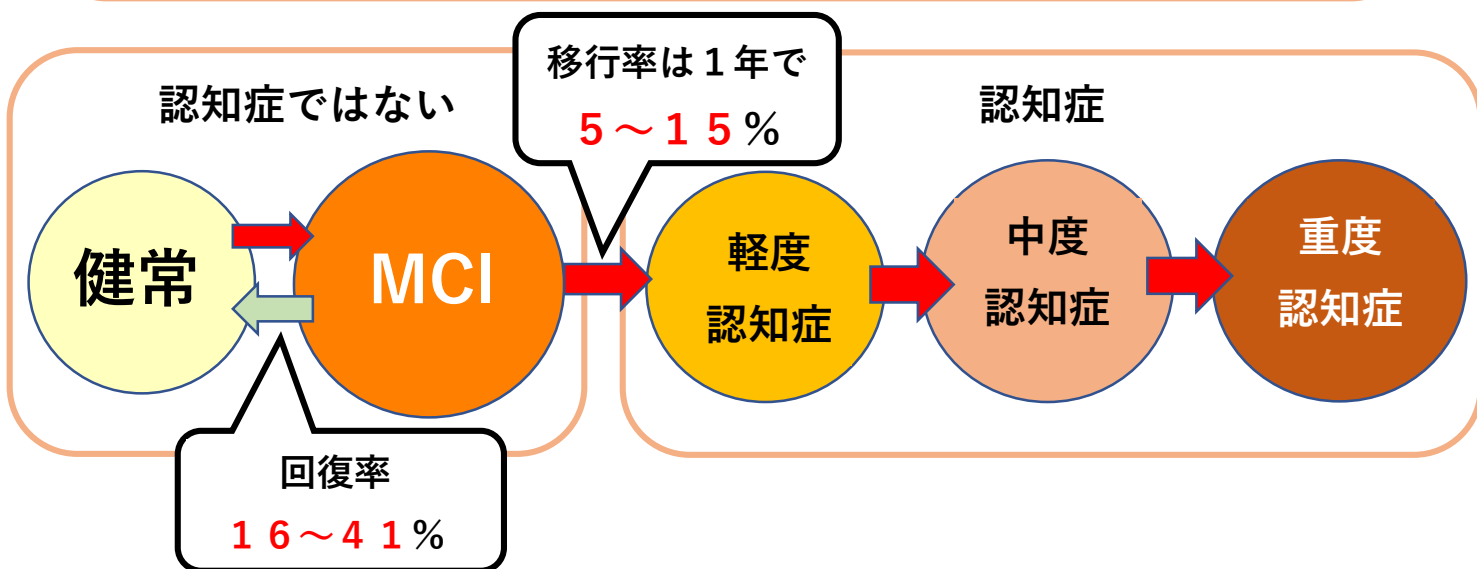 移行率は１年で
５～１５％
認知症ではない
認知症
健常
MCI
軽度
認知症
中度
認知症
重度
認知症
回復率
１６～４１％